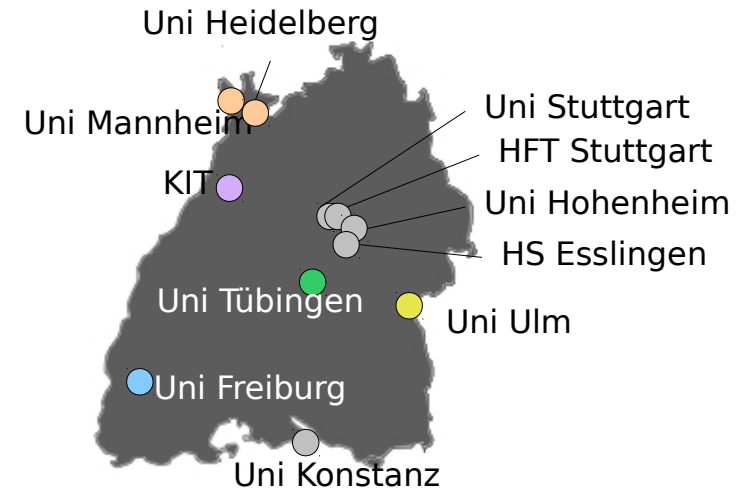 Uni Heidelberg
Uni Mannheim
Uni Stuttgart
HFT Stuttgart
KIT
Uni Hohenheim
HS Esslingen
Uni Tübingen
Uni Ulm
Uni Freiburg
Uni Konstanz